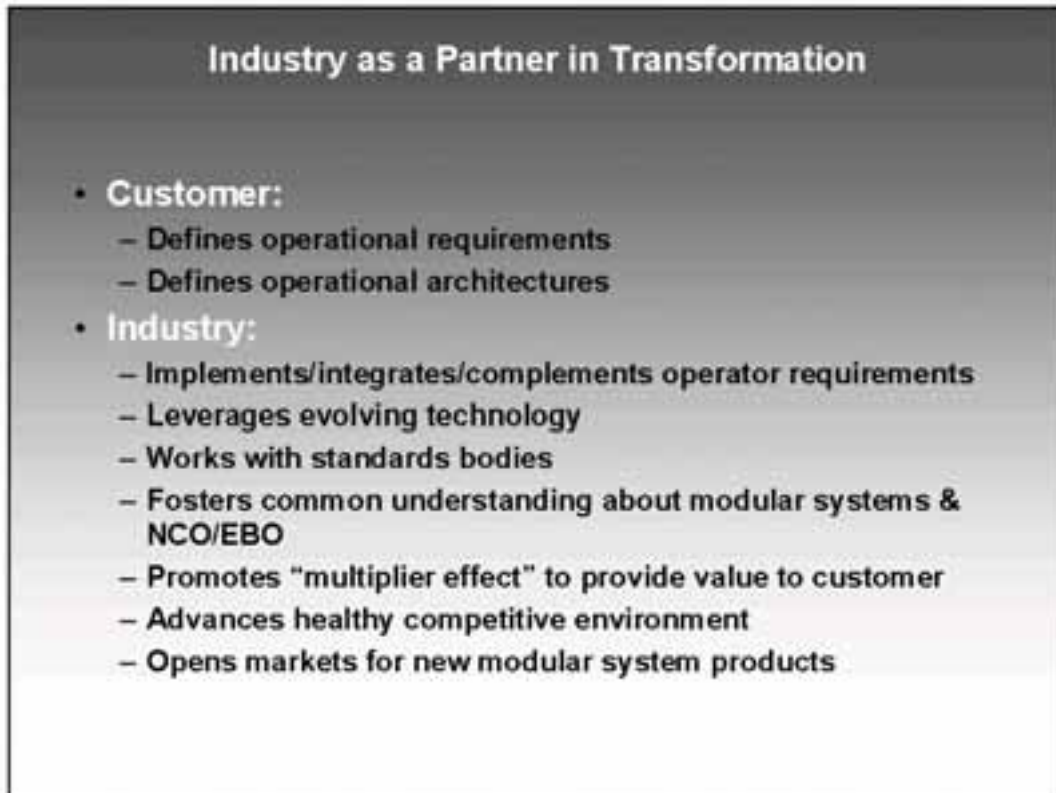 Industry as a Partner in Transformation
• Customer:
– Defines operational requirements
– Defines operational architectures
• Industry:
– Implements/integrates/complements operator requirements
– Leverages evolving technology
– Works with standards bodies
– Fosters common understanding about modular systems &
NCO/EBO
– Promotes “multiplier effect” to provide value to customer
– Advances healthy competitive environment
– Opens markets for new modular system products